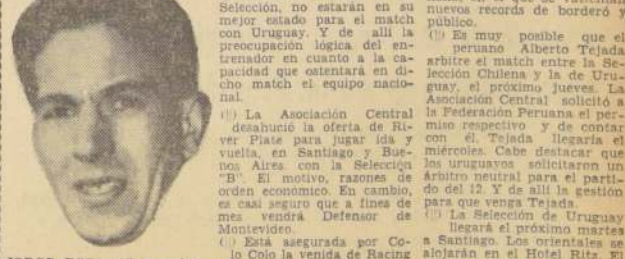 Selección, no estarán en su
mejor estado para el match
con Uruguay. Y de allí la
preocupación lógica del en-
trenador en cuanto a la ca-
pacidad que ostentará en di-
cho match el equipo nacio-
nal.
(!) La Asociación Central
desahució la oferta de Ri-
ver Plate para jugar ida y
vuelta, en Santiago y Bue-
nos Aires con la Selección
"B". El motivo, razones de
orden económico. En cambio,
es casi seguro que a fines de
mes vendrá Defensor de
Montevideo.
(!) Está asegurada por Co-
lo Colo la venida de Racing
nuevos récords de borderó y
público.
(!) Es muy posible que el
peruano Alberto Tejada
arbitre el match entre la Se-
lección Chilena y la de Uru-
guay, el próximo jueves. La
Asociación Central solicitó a
la Federación Peruana el per-
miso respectivo y de contar
con él, Tejada llegaría el
miércoles. Cabe destacar que
los uruguayos solicitaron un
árbitro neutral para el parti-
do del 12. Y de allí la gestión
para que venga Tejada.
(!) La Selección de Uruguay
llegará el próximo martes
a Santiago. Los orientales se
alojarán en el Hotel Ritz. El